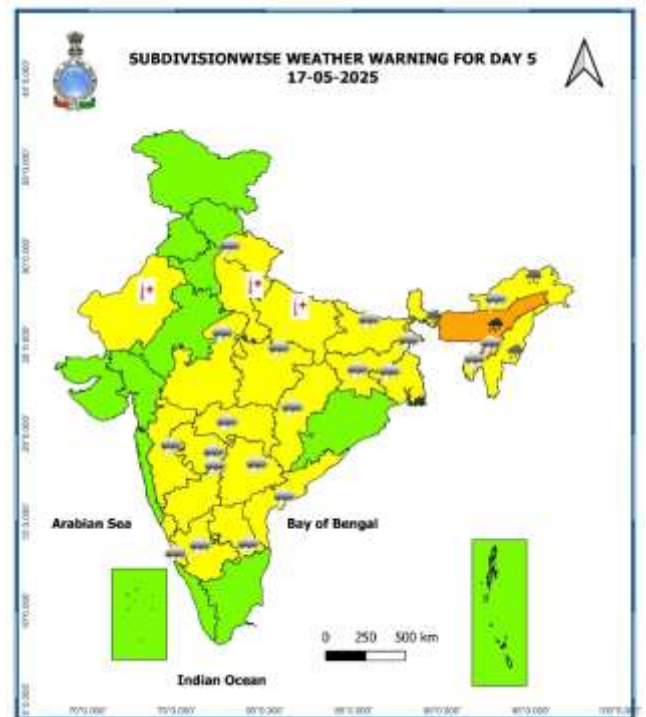 SUBDIVISIONWISE WEATHER WARNING FOR DAY 5
17-05-2025
Arabian Sea
Bay of Bengal
0 250 500 km
Indian Ocean